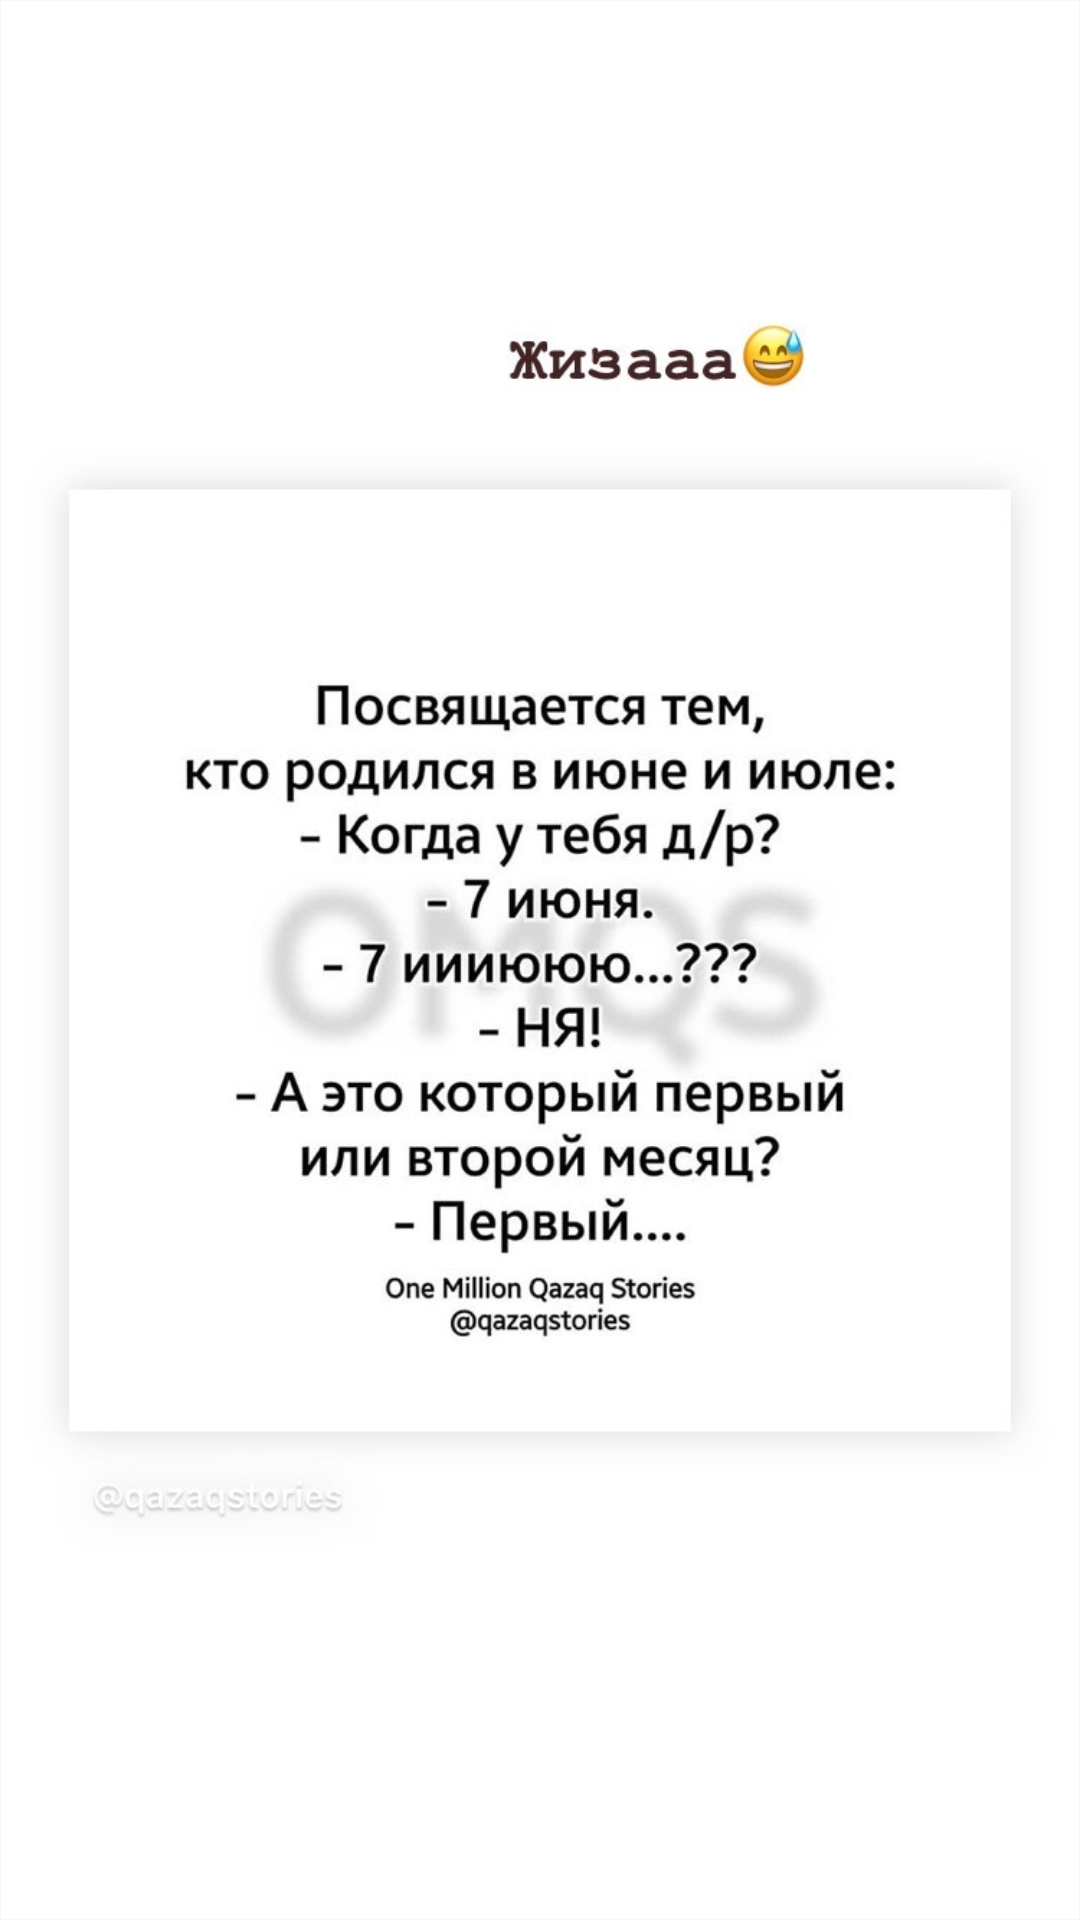 Жизааа😅
Посвящается тем,
кто родился в июне и июле:
– Когда у тебя д/р?
– 7 июня.
– 7 иииююю...???
– НЯ!
– А это который первый
или второй месяц?
– Первый....
OMQS
One Million Qazaq Stories
@qazaqstories
@qazaqstories